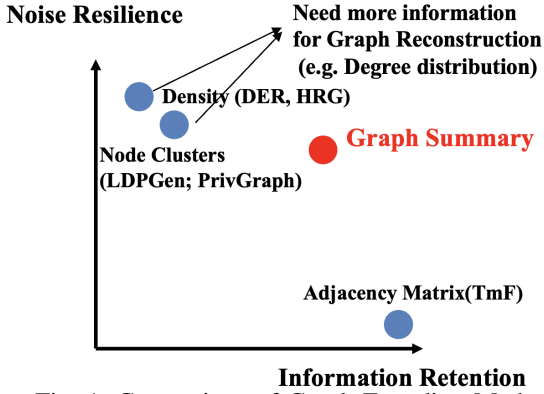 Noise Resilience
Need more information
for Graph Reconstruction
(e.g. Degree distribution)
Density (DER, HRG)
Graph Summary
Node Clusters
(LDPGen; PrivGraph)
Adjacency Matrix(TmF)
Information Retention